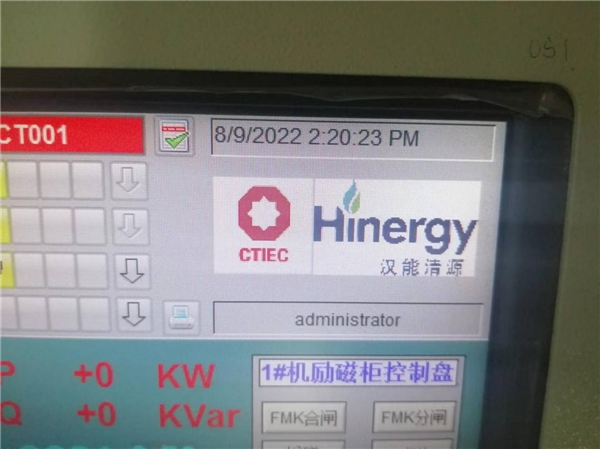 OS1
CT001
8/9/2022 2:20:23 PM
CTIEC
Hinergy
汉能清源
administrator
P +0 KW
1#机励磁柜控制盘
Q +0 KVar
FMK合闸
FMK分闸